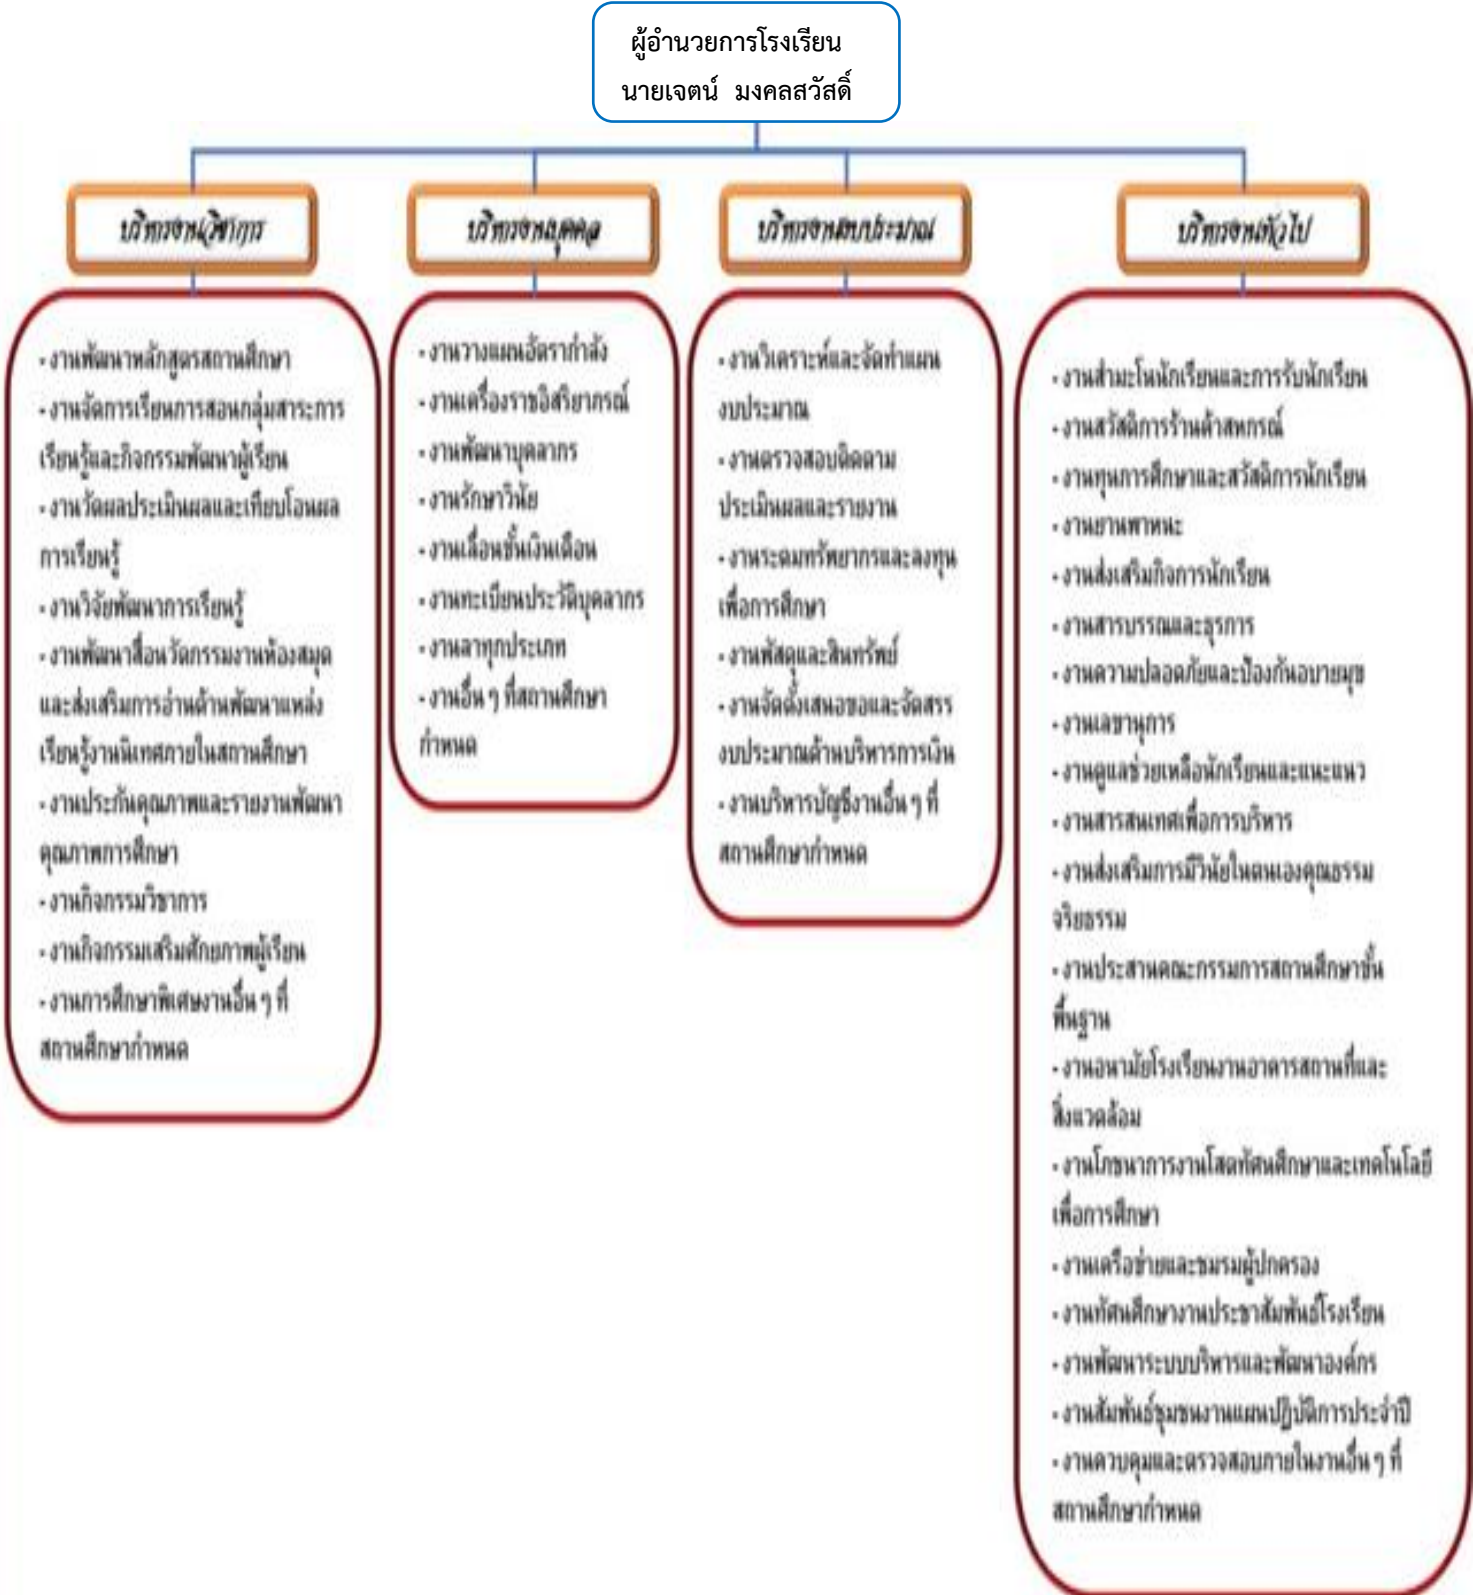 ผู้อำนวยการโรงเรียน
นายเจตน์ มงคลสวัสดิ์
บริหารงานวิชาการ
- งานพัฒนาหลักสูตรสถานศึกษา
- งานจัดการเรียนการสอนกลุ่มสาระการ
เรียนรู้และกิจกรรมพัฒนาผู้เรียน
- งานวัดผลประเมินผลและเทียบโอนผล
การเรียนรู้
- งานวิจัยพัฒนาการเรียนรู้
- งานพัฒนาสื่อนวัตกรรมงานห้องสมุด
และส่งเสริมการอ่านด้านพัฒนาแหล่ง
เรียนรู้งานนิเทศภายในสถานศึกษา
- งานประกันคุณภาพและรายงานพัฒนา
คุณภาพการศึกษา
- งานกิจกรรมวิชาการ
- งานกิจกรรมเสริมศักยภาพผู้เรียน
- งานการศึกษาพิเศษงานอื่น ๆ ที่
สถานศึกษากำหนด
บริหารงานบุคคล
- งานวางแผนอัตรากำลัง
- งานเครื่องราชอิสริยาภรณ์
- งานพัฒนาบุคลากร
- งานรักษาวินัย
- งานเลื่อนขั้นเงินเดือน
- งานทะเบียนประวัติบุคลากร
- งานลาทุกประเภท
- งานอื่น ๆ ที่สถานศึกษา
กำหนด
บริหารงานงบประมาณ
- งานวิเคราะห์และจัดทำแผน
งบประมาณ
- งานตรวจสอบติดตาม
ประเมินผลและรายงาน
- งานระดมทรัพยากรและลงทุน
เพื่อการศึกษา
- งานพัสดุและสินทรัพย์
- งานจัดตั้งเสนอขอและจัดสรร
งบประมาณด้านบริหารการเงิน
- งานบริหารบัญชีงานอื่น ๆ ที่
สถานศึกษากำหนด
บริหารงานทั่วไป
- งานสำมะโนนักเรียนและการรับนักเรียน
- งานสวัสดิการร้านค้าสหกรณ์
- งานทุนการศึกษาและสวัสดิการนักเรียน
- งานยานพาหนะ
- งานส่งเสริมกิจการนักเรียน
- งานสารบรรณและธุรการ
- งานความปลอดภัยและป้องกันอบายมุข
- งานเลขานุการ
- งานดูแลช่วยเหลือนักเรียนและแนะแนว
- งานสารสนเทศเพื่อการบริหาร
- งานส่งเสริมการมีวินัยในตนเองคุณธรรม
จริยธรรม
- งานประสานคณะกรรมการสถานศึกษาขั้น
พื้นฐาน
- งานอนามัยโรงเรียนงานอาคารสถานที่และ
สิ่งแวดล้อม
- งานโภชนาการงานโสตทัศนศึกษาและเทคโนโลยี
เพื่อการศึกษา
- งานเครือข่ายและชมรมผู้ปกครอง
- งานทัศนศึกษางานประชาสัมพันธ์โรงเรียน
- งานพัฒนาระบบบริหารและพัฒนาองค์กร
- งานสัมพันธ์ชุมชนงานแผนปฏิบัติการประจำปี
- งานควบคุมและตรวจสอบภายในงานอื่น ๆ ที่
สถานศึกษากำหนด